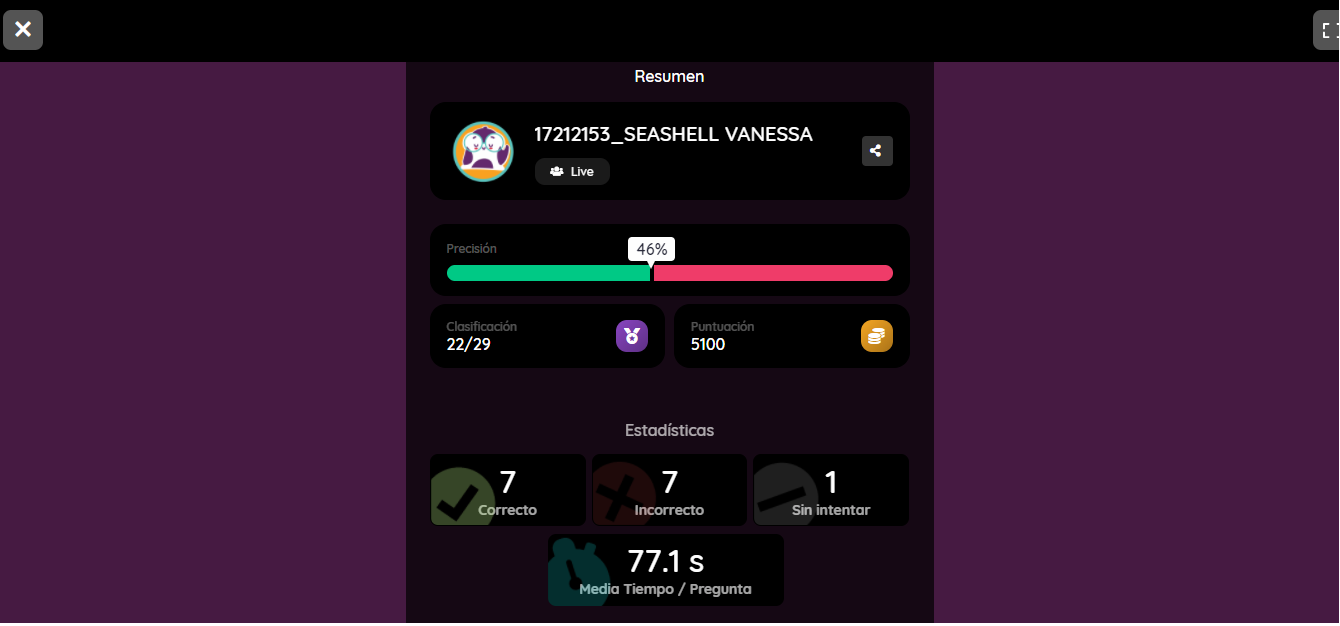 Resumen
17212153_SEASHELL VANESSA
Live
Precisión
46%
Clasificación
22/29
Puntuación
5100
Estadísticas
7
Correcto
7
Incorrecto
1
Sin intentar
77.1 s
Media Tiempo / Pregunta